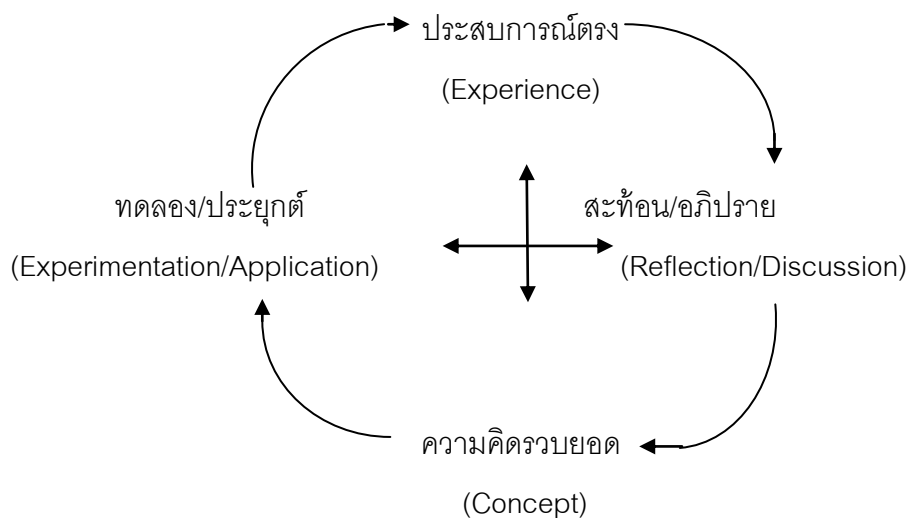 ประสบการณ์ตรง
(Experience)
ทดลอง/ประยุกต์
(Experimentation/Application)
สะท้อน/อภิปราย
(Reflection/Discussion)
ความคิดรวบยอด
(Concept)